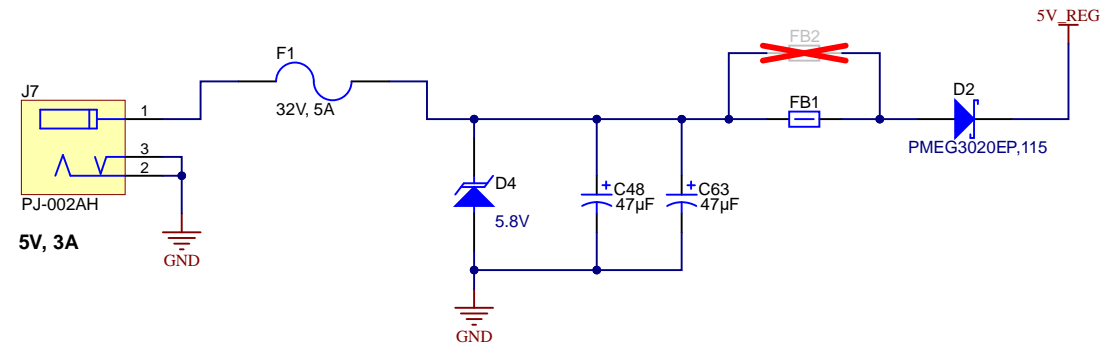 5V_REG
F1
FB2
J7
1
32V, 5A
FB1
D2
PMEG3020EP,115
3
2
PJ-002AH
D4
5.8V
+
C48
47µF
+
C63
47µF
5V, 3A
GND
GND